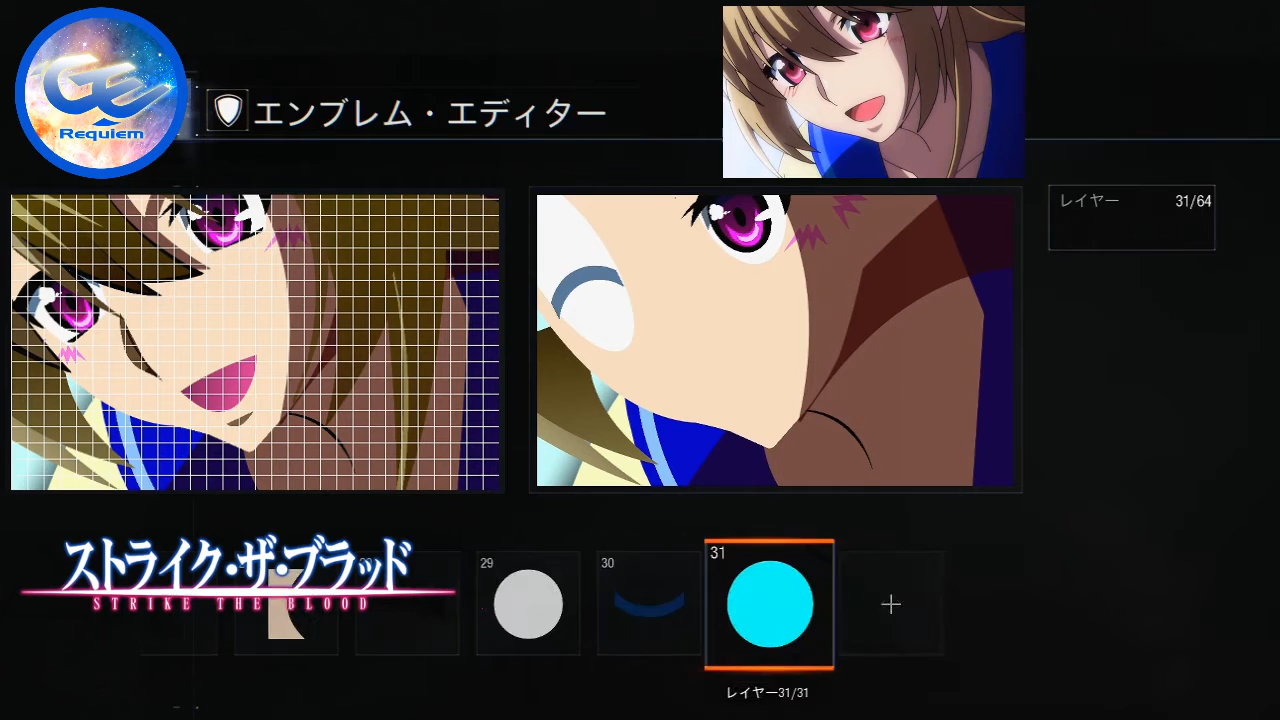 GE
Requiem
エンブレム・エディター
レイヤー 31/64
ストライク・ザ・ブラッド
STRIKE THE BLOOD
29
30
31
レイヤー31/31